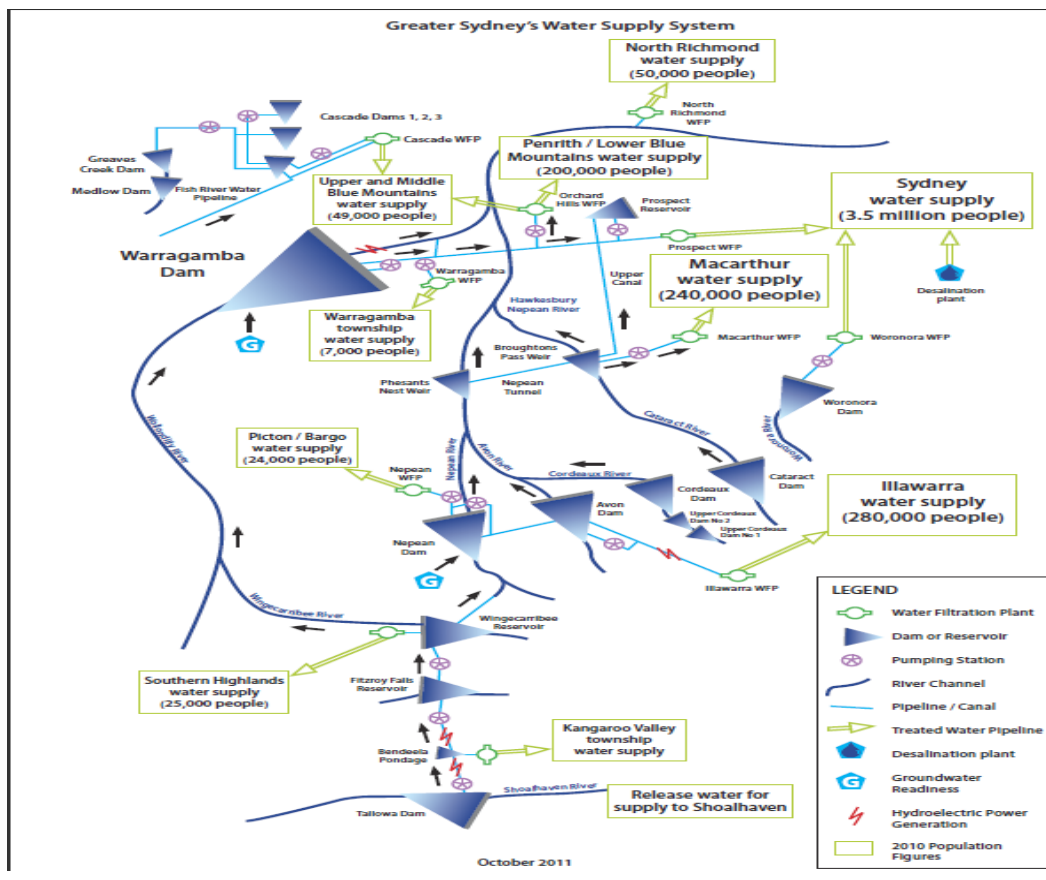 Greater Sydney's Water Supply System
North Richmond
water supply
(50,000 people)
North
Richmond
WFP
Cascade Dams 1, 2, 3
Cascade WFP
Greaves
Creek Dam
Medlow Dam
Fish River Water
Pipeline
Penrith / Lower Blue
Mountains water supply
(200,000 people)
Upper and Middle
Blue Mountains
water supply
(49,000 people)
Orchard
Hills WFP
Prospect
Reservoir
Sydney
water supply
(3.5 million people)
Prospect WFP
Desalination
plant
Warragamba
Dam
Warragamba
WFP
Warragamba
township
water supply
(7,000 people)
Upper
Canal
Macarthur
water supply
(240,000 people)
Hawkesbury
Nepean River
Broughtons
Pass Weir
Macarthur WFP
Woronora WFP
Phesants
Nest Weir
Nepean
Tunnel
Woronora
Dam
Woronora River
Wollondilly River
Cataract River
Picton / Bargo
water supply
(24,000 people)
Nepean
WFP
Nepean River
Avon River
Cordeaux River
Cordeaux
Dam
Cataract
Dam
Upper Cordeaux
Dam No 2
Upper Cordeaux
Dam No 1
Avon
Dam
Nepean
Dam
Illawarra
water supply
(280,000 people)
Illawarra WFP
G
G
Wingecarribee River
Wingecarribee
Reservoir
Southern Highlands
water supply
(25,000 people)
Fitzroy Falls
Reservoir
Kangaroo Valley
township
water supply
Bendeela
Pondage
Shoalhaven River
Release water for
supply to Shoalhaven
Tallowa Dam
October 2011
LEGEND
Water Filtration Plant
Dam or Reservoir
Pumping Station
River Channel
Pipeline / Canal
Treated Water Pipeline
Desalination plant
G
Groundwater
Readiness
Hydroelectric Power
Generation
2010 Population
Figures